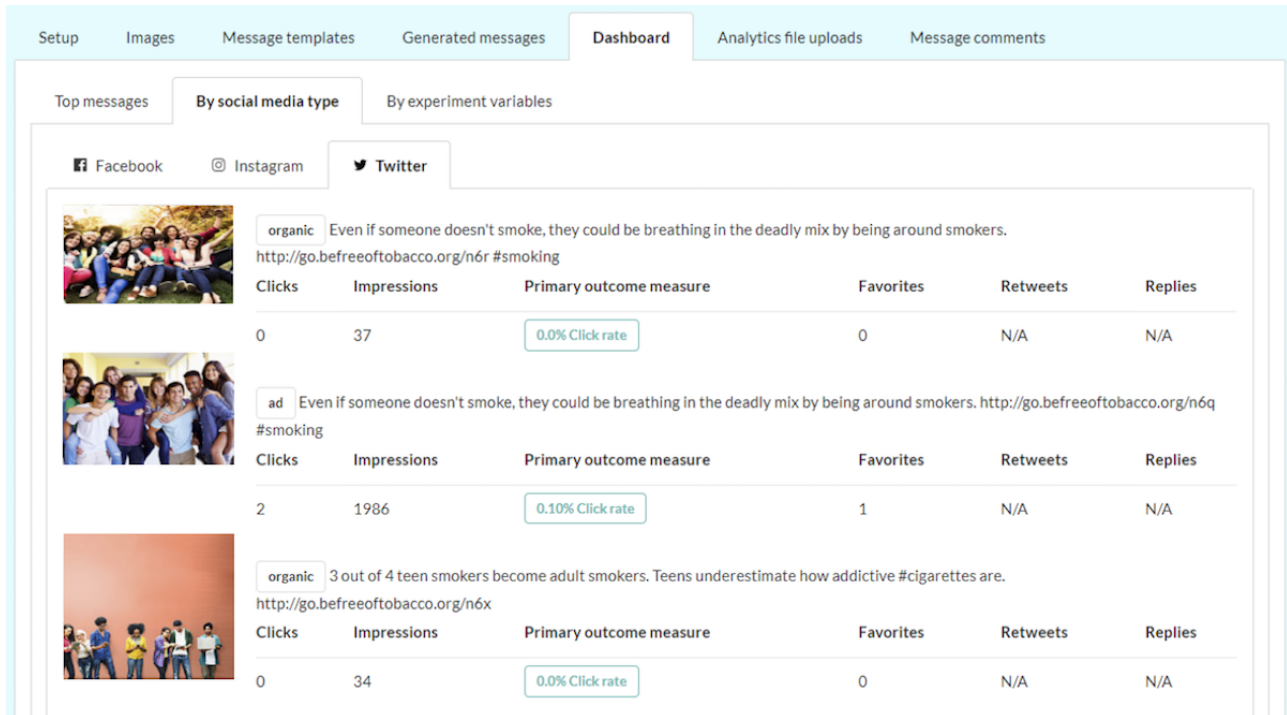 Setup Images Message templates Generated messages Dashboard Analytics file uploads Message comments
Top messages By social media type By experiment variables
Facebook Instagram Twitter
organic Even if someone doesn't smoke, they could be breathing in the deadly mix by being around smokers.
http://go.befreeoftobacco.org/n6r #smoking
Clicks Impressions Primary outcome measure Favorites Retweets Replies
0 37 0.0% Click rate 0 N/A N/A
ad Even if someone doesn't smoke, they could be breathing in the deadly mix by being around smokers. http://go.befreeoftobacco.org/n6q
#smoking
Clicks Impressions Primary outcome measure Favorites Retweets Replies
2 1986 0.10% Click rate 1 N/A N/A
organic 3 out of 4 teen smokers become adult smokers. Teens underestimate how addictive #cigarettes are.
http://go.befreeoftobacco.org/n6x
Clicks Impressions Primary outcome measure Favorites Retweets Replies
0 34 0.0% Click rate 0 N/A N/A